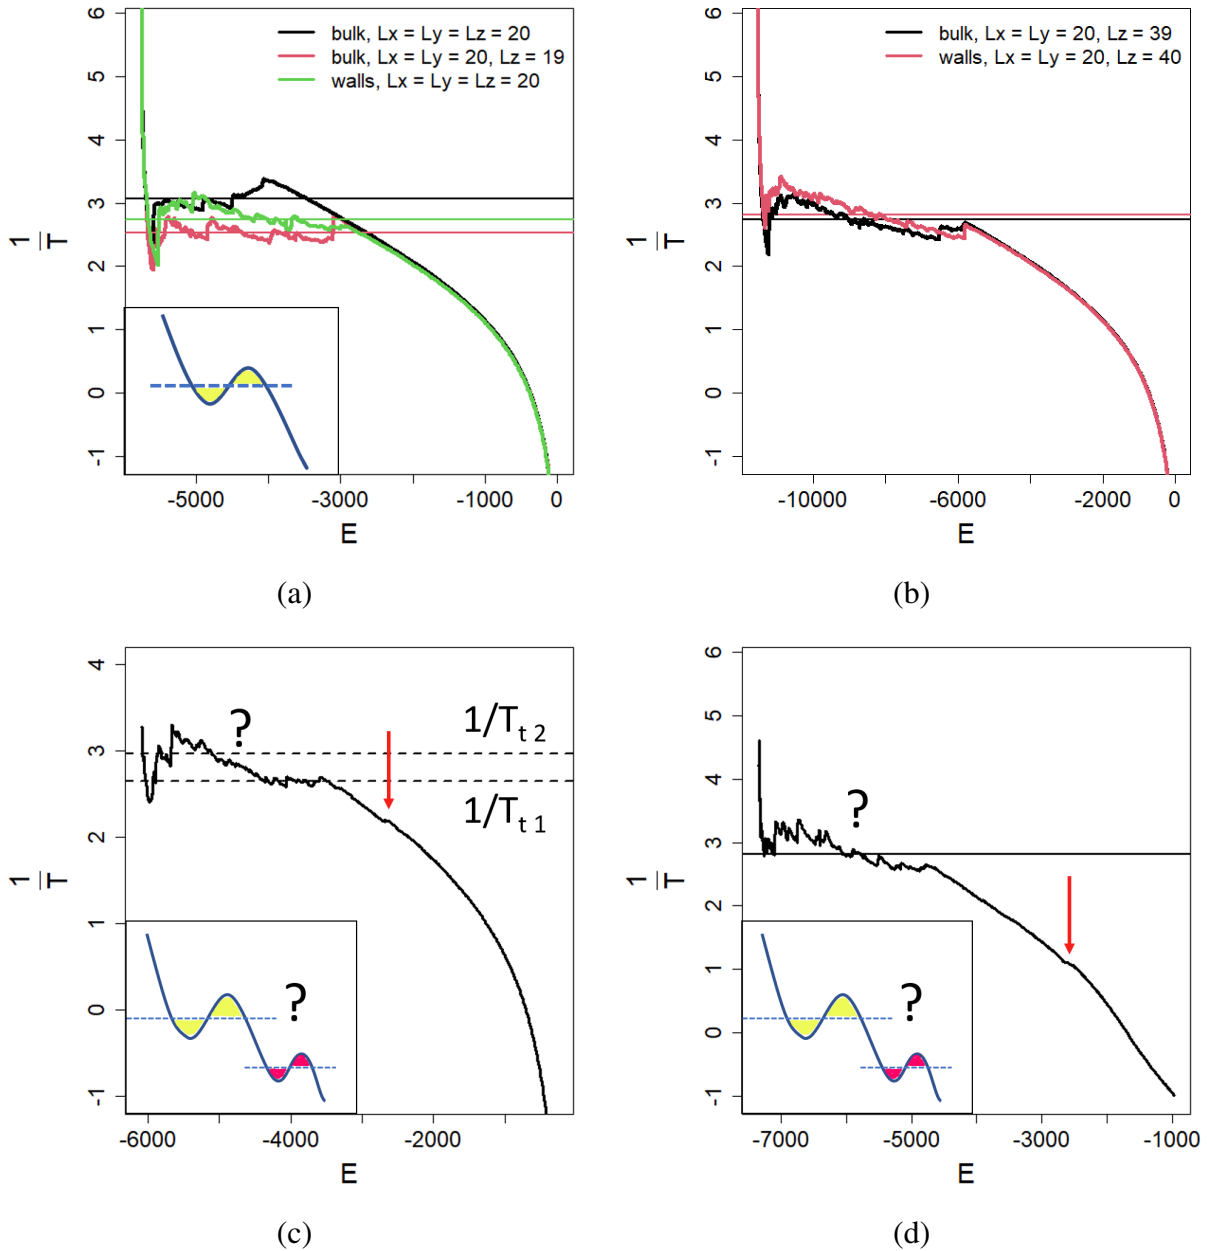 bulk, Lx = Ly = Lz = 20
bulk, Lx = Ly = 20, Lz = 19
walls, Lx = Ly = Lz = 20
6
5
4
3
2
1
0
-1
1
T
-5000
-3000
-1000
0
E
(a)
bulk, Lx = Ly = 20, Lz = 39
walls, Lx = Ly = 20, Lz = 40
6
5
4
3
2
1
0
-1
1
T
-10000
-6000
-2000
0
E
(b)
4
3
2
1
0
-1
1
T
?
1/Tt 2
1/Tt 1
?
-6000
-4000
-2000
E
(c)
6
5
4
3
2
1
0
-1
1
T
?
?
-7000
-5000
-3000
-1000
E
(d)